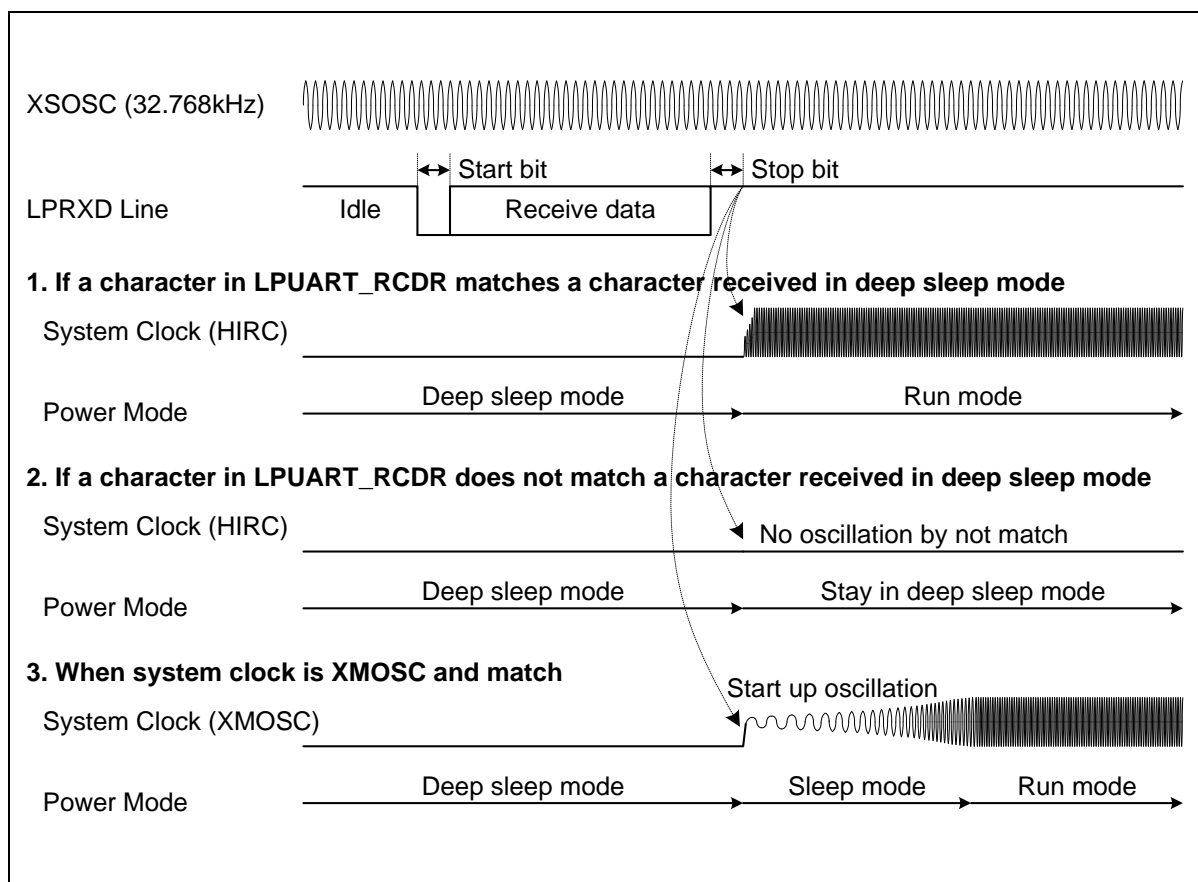 XSOSC (32.768kHz)
Start bit
Stop bit
LPRXD Line
Idle
Receive data
1. If a character in LPUART_RCDR matches a character received in deep sleep mode
System Clock (HIRC)
Power Mode
Deep sleep mode
Run mode
2. If a character in LPUART_RCDR does not match a character received in deep sleep mode
System Clock (HIRC)
No oscillation by not match
Power Mode
Deep sleep mode
Stay in deep sleep mode
3. When system clock is XMOSC and match
Start up oscillation
System Clock (XMOSC)
Power Mode
Deep sleep mode
Sleep mode
Run mode